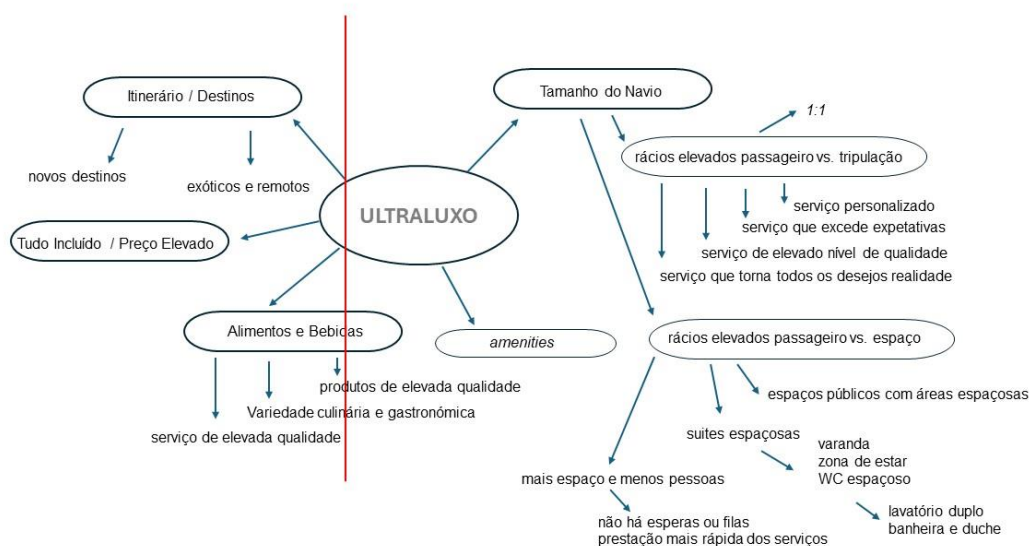 Itinerário / Destinos
novos destinos
exóticos e remotos
Tudo Incluído / Preço Elevado
ULTRALUXO
Alimentos e Bebidas
produtos de elevada qualidade
Variedade culinária e gastronómica
serviço de elevada qualidade
amenities
Tamanho do Navio
1:1
rácios elevados passageiro vs. tripulação
serviço personalizado
serviço que excede expetativas
serviço de elevado nível de qualidade
serviço que torna todos os desejos realidade
rácios elevados passageiro vs. espaço
espaços públicos com áreas espaçosas
suites espaçosas
varanda
zona de estar
WC espaçoso
lavatório duplo
banheira e duche
mais espaço e menos pessoas
não há esperas ou filas
prestação mais rápida dos serviços